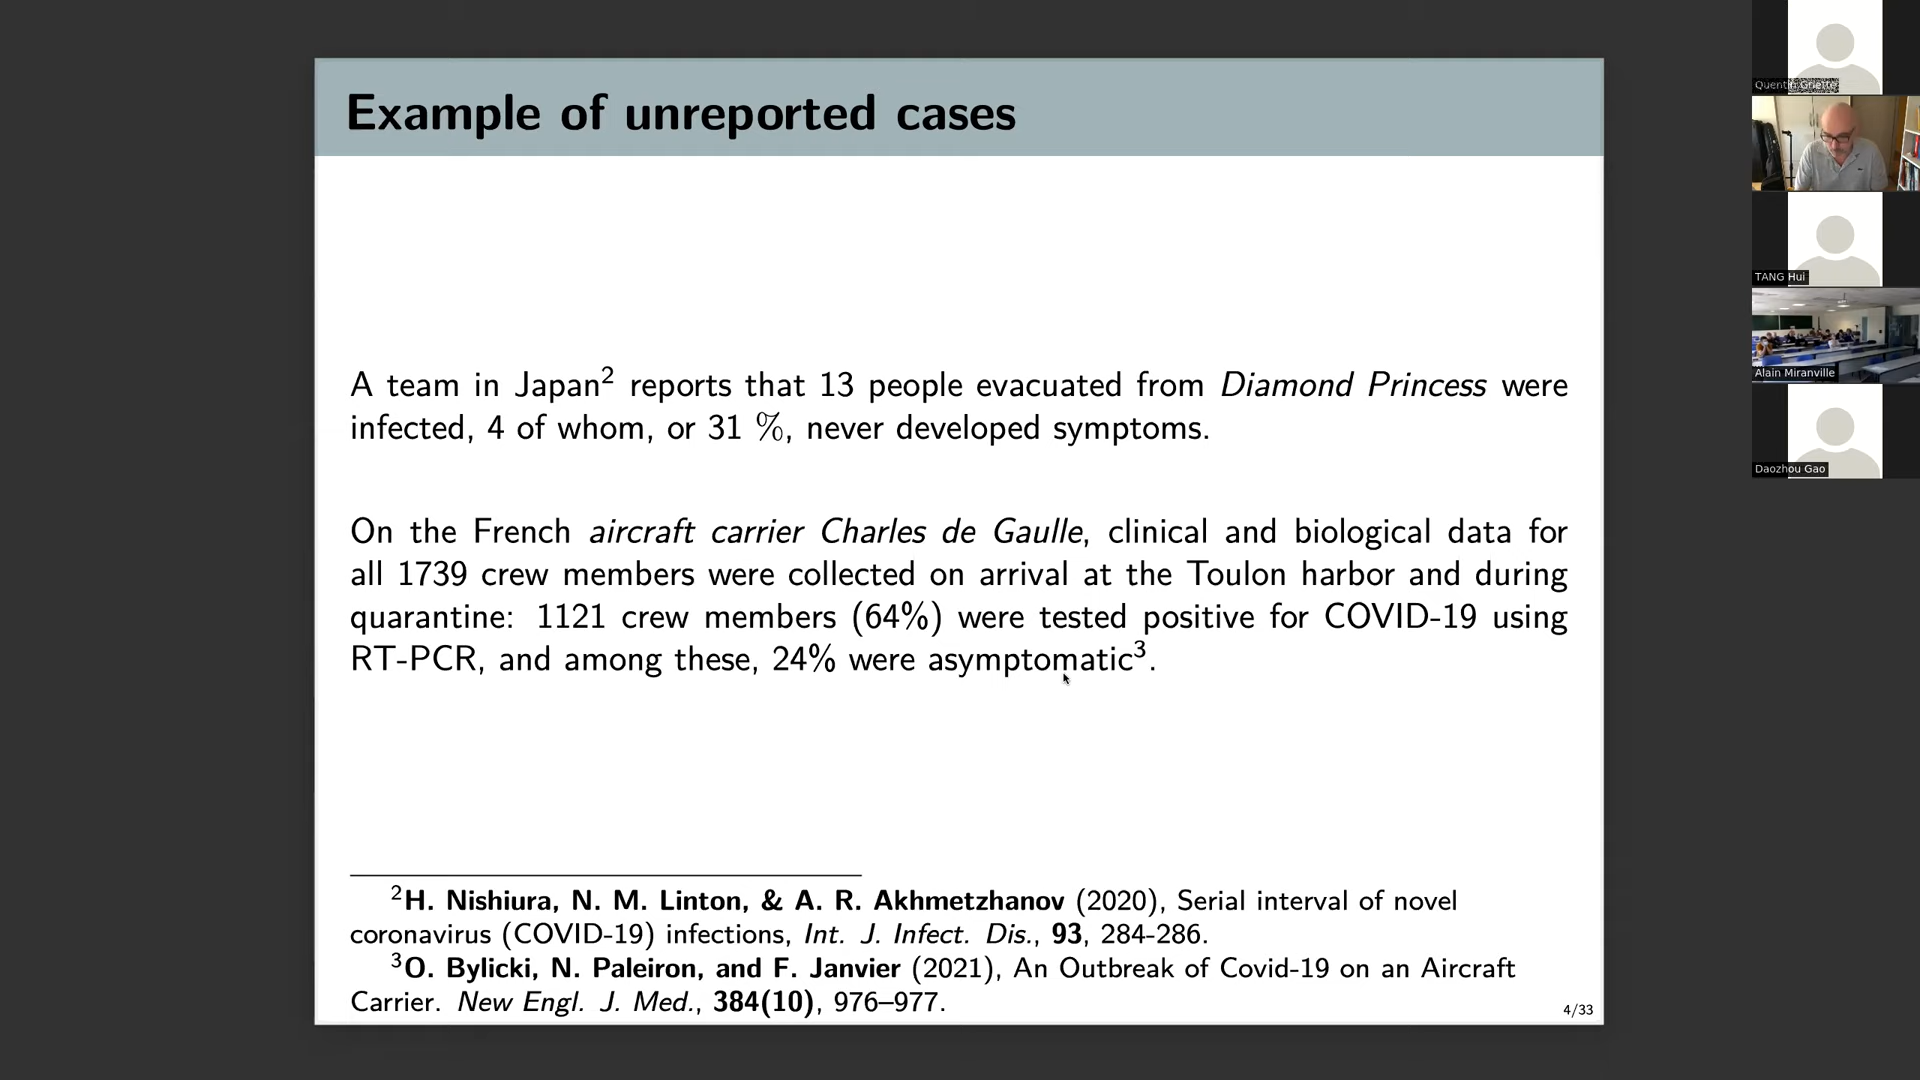 Example of unreported cases
A team in Japan² reports that 13 people evacuated from Diamond Princess were
infected, 4 of whom, or 31 %, never developed symptoms.
On the French aircraft carrier Charles de Gaulle, clinical and biological data for
all 1739 crew members were collected on arrival at the Toulon harbor and during
quarantine: 1121 crew members (64%) were tested positive for COVID-19 using
RT-PCR, and among these, 24% were asymptomatic³.
²H. Nishiura, N. M. Linton, & A. R. Akhmetzhanov (2020), Serial interval of novel
coronavirus (COVID-19) infections, Int. J. Infect. Dis., 93, 284-286.
³O. Bylicki, N. Paleiron, and F. Janvier (2021), An Outbreak of Covid-19 on an Aircraft
Carrier. New Engl. J. Med., 384(10), 976–977.
4/33
TANG Hui
Alain Miranville
Daozhou Gao